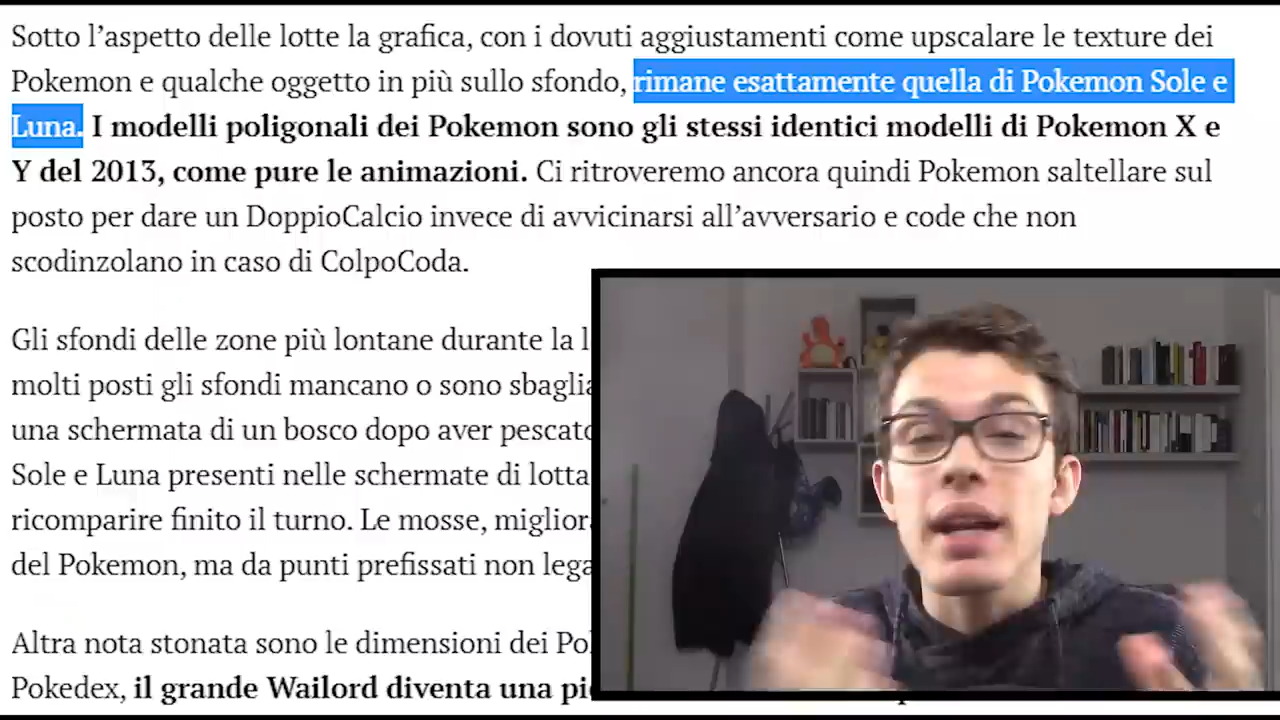 Sotto l’aspetto delle lotte la grafica, con i dovuti aggiustamenti come upscalare le texture dei
Pokemon e qualche oggetto in più sullo sfondo, rimane esattamente quella di Pokemon Sole e
Luna. I modelli poligonali dei Pokemon sono gli stessi identici modelli di Pokemon X e
Y del 2013, come pure le animazioni. Ci ritroveremo ancora quindi Pokemon saltellare sul
posto per dare un DoppioCalcio invece di avvicinarsi all’avversario e code che non
scodinzolano in caso di ColpoCoda.
Gli sfondi delle zone più lontane durante la
molti posti gli sfondi mancano o sono
una schermata di un bosco dopo aver
Sole e Luna presenti nelle schermate di lotta
ricomparire finito il turno. Le mosse,
del Pokemon, ma da punti prefissati non
Altra nota stonata sono le dimensioni dei
Pokedex, il grande Wailord diventa una